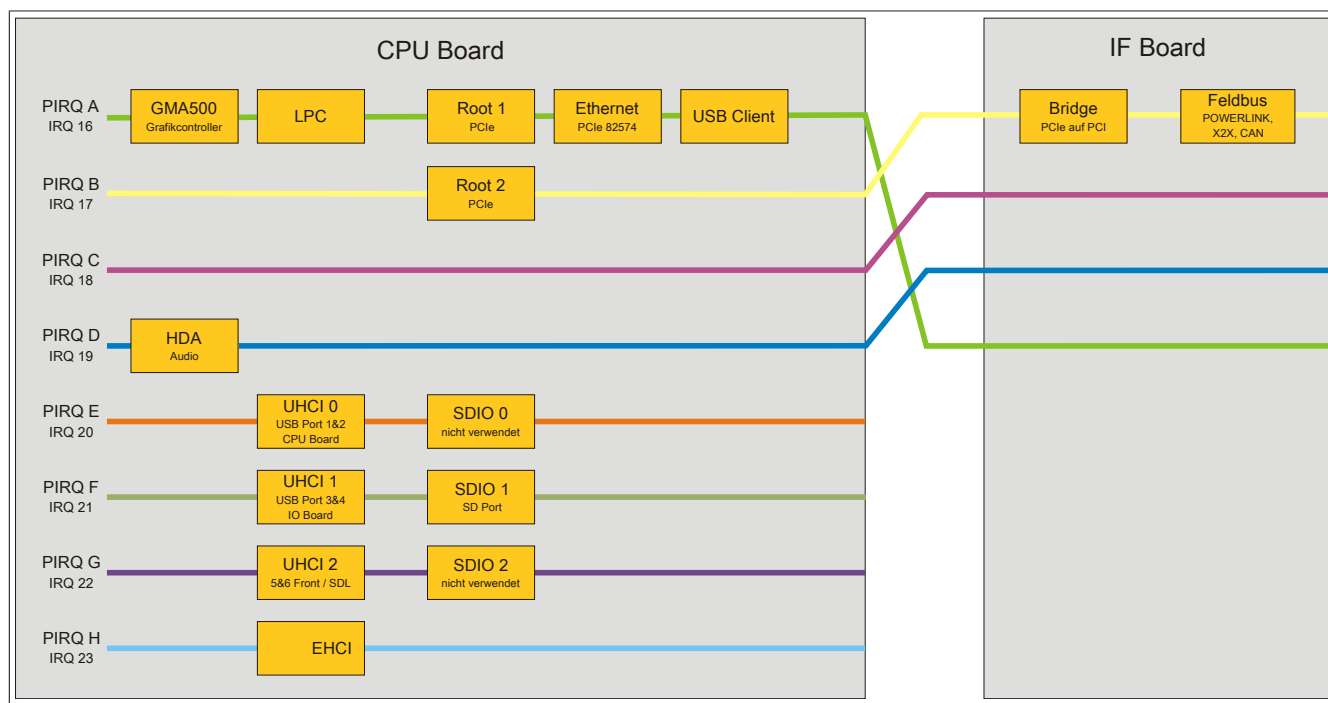 CPU Board
IF Board
PIRQ A
IRQ 16
GMA500
Grafikcontroller
LPC
Root 1
PCIe
Ethernet
PCIe 82574
USB Client
Bridge
PCIe auf PCI
Feldbus
POWERLINK,
X2X, CAN
PIRQ B
IRQ 17
Root 2
PCIe
PIRQ C
IRQ 18
PIRQ D
IRQ 19
HDA
Audio
PIRQ E
IRQ 20
UHCI 0
USB Port 1&2
CPU Board
SDIO 0
nicht verwendet
PIRQ F
IRQ 21
UHCI 1
USB Port 3&4
IO Board
SDIO 1
SD Port
PIRQ G
IRQ 22
UHCI 2
5&6 Front / SDL
SDIO 2
nicht verwendet
PIRQ H
IRQ 23
EHCI